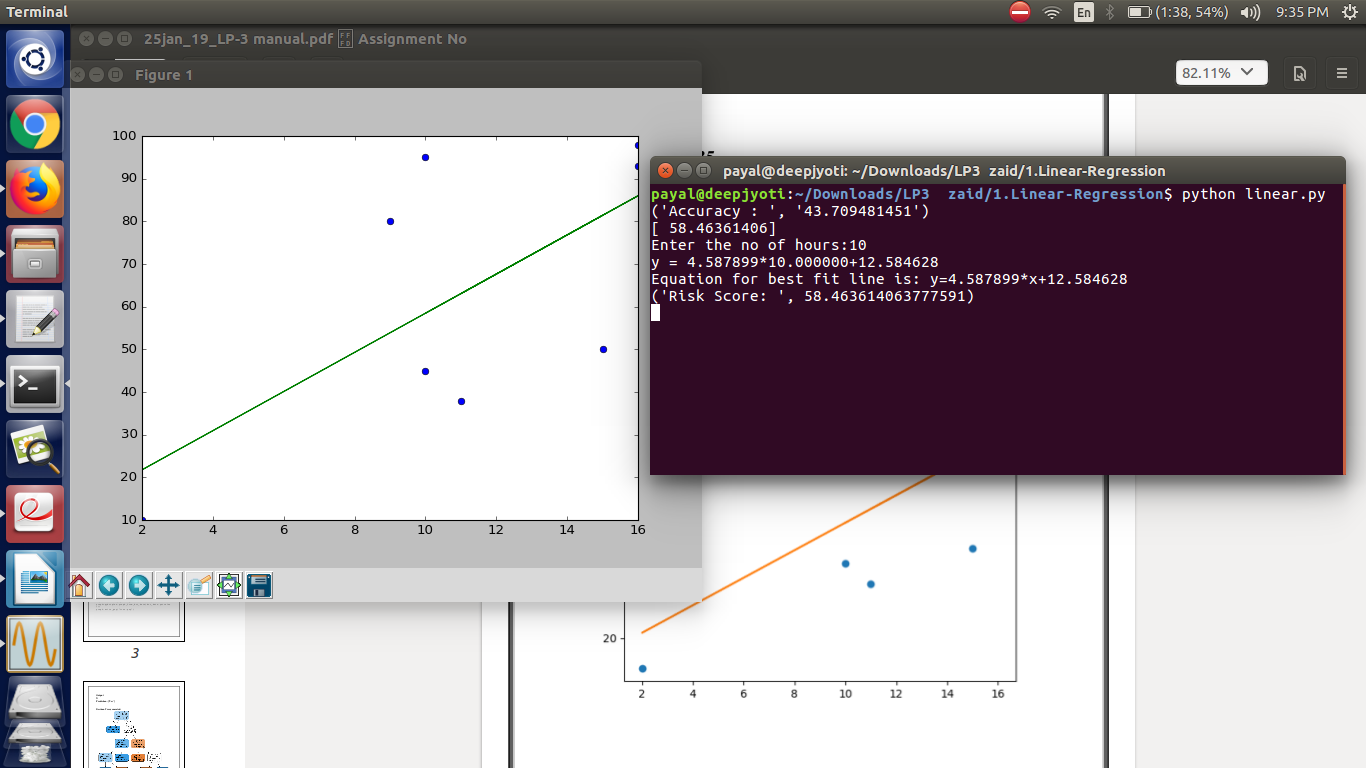 Terminal
En
(1:38, 54%)
9:35 PM
25jan_19_LP-3 manual.pdf Assignment No
Figure 1
82.11%
100
90
80
70
60
50
40
30
20
10
2 4 6 8 10 12 14 16
payal@deepjyoti: ~/Downloads/LP3 zaid/1.Linear-Regression
payal@deepjyoti:~/Downloads/LP3 zaid/1.Linear-Regression$ python linear.py
('Accuracy : ', '43.709481451')
[ 58.46361406]
Enter the no of hours:10
y = 4.587899*10.000000+12.584628
Equation for best fit line is: y=4.587899*x+12.584628
('Risk Score: ', 58.463614063777591)
20
2 4 6 8 10 12 14 16
3